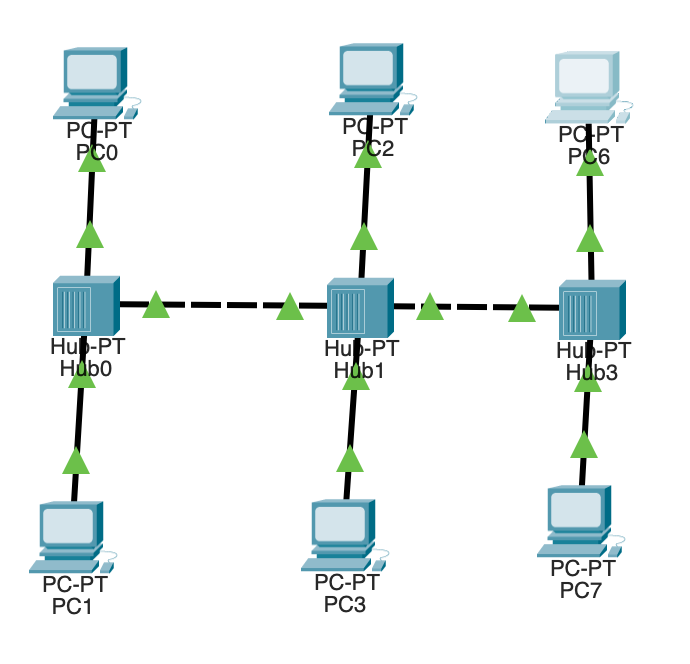 PC-PT
PC0
PC-PT
PC2
PC-PT
PC6
Hub-PT
Hub0
Hub-PT
Hub1
Hub-PT
Hub3
PC-PT
PC1
PC-PT
PC3
PC-PT
PC7